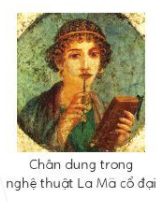 Chân dung trong
nghệ thuật La Mã cổ đại